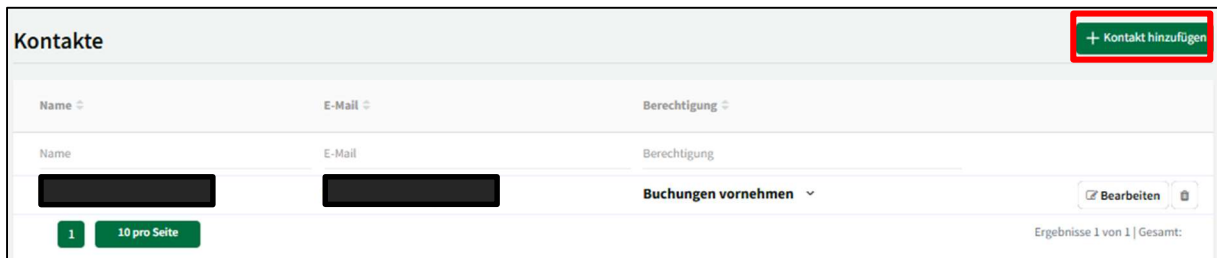 Kontakte
+ Kontakt hinzufügen
Name E-Mail Berechtigung
Name E-Mail Berechtigung
Buchungen vornehmen Bearbeiten
1 10 pro Seite Ergebnisse 1 von 1 | Gesamt: